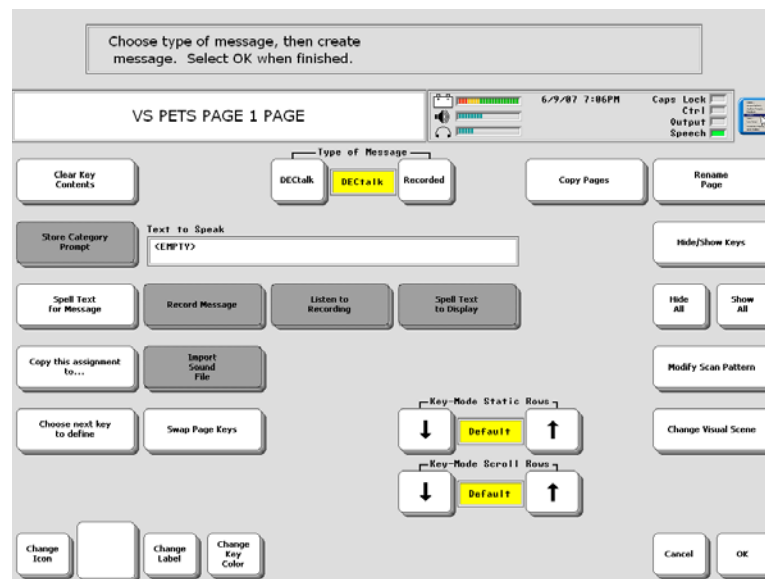 Choose type of message, then create
message.  Select OK when finished.
VS PETS PAGE 1 PAGE
6/9/07 7:06PM
Caps Lock
Ctrl
Output
Speech
Type of Message
Clear Key
Contents
DECtalk
DECtalk
Recorded
Copy Pages
Rename
Page
Store Category
Prompt
Text to Speak
<EMPTY>
Hide/Show Keys
Spell Text
for Message
Record Message
Listen to
Recording
Spell Text
to Display
Hide
All
Show
All
Copy this assignment
to...
Import
Sound
File
Modify Scan Pattern
Key-Mode Static Rows
Choose next key
to define
Swap Page Keys
↓
Default
↑
Change Visual Scene
Key-Mode Scroll Rows
↓
Default
↑
Change
Icon
Change
Label
Change
Key
Color
Cancel
OK